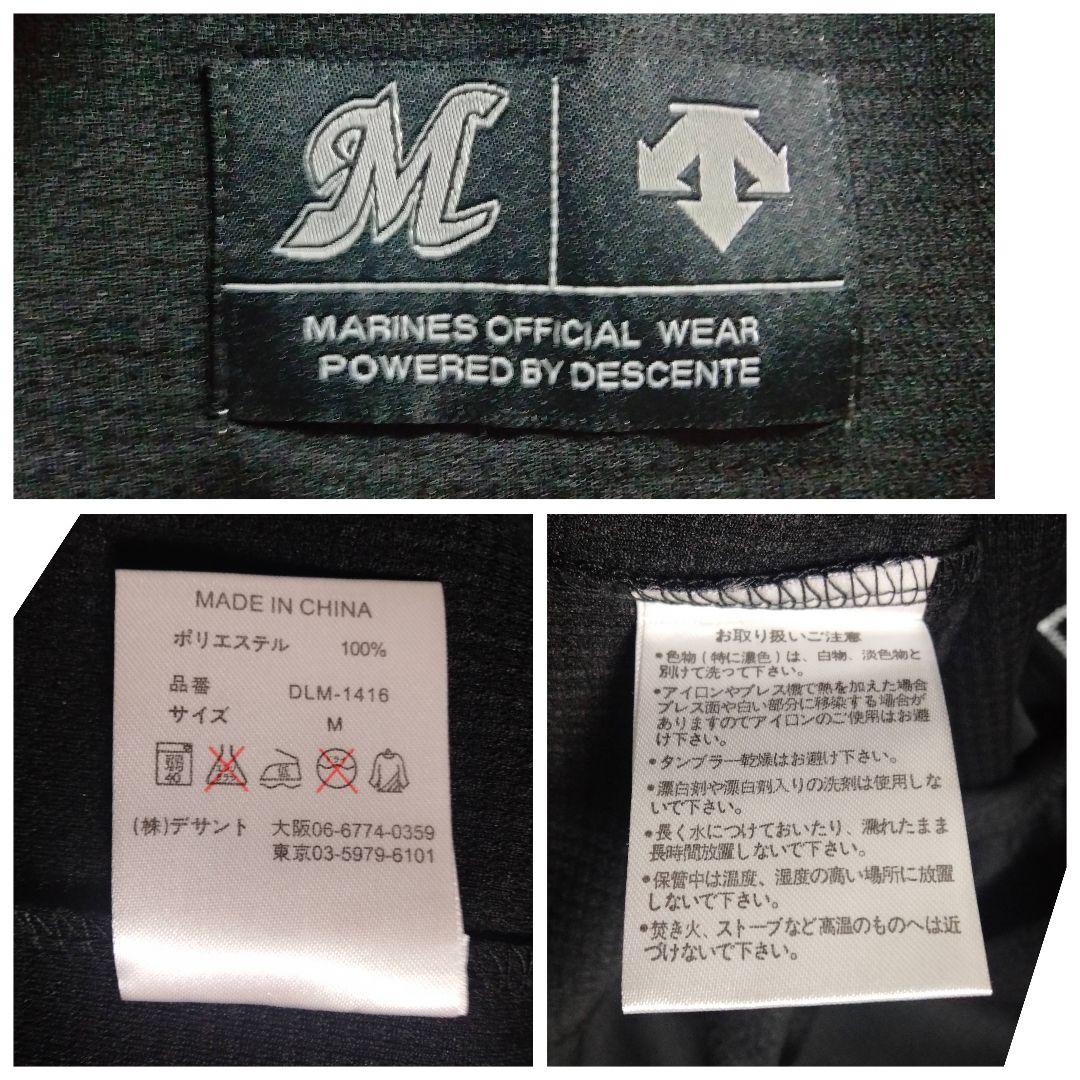 M
MARINES OFFICIAL WEAR
POWERED BY DESCENTE
MADE IN CHINA
ポリエステル 100%
品番 DLM-1416
サイズ M
弱
40
(株)デサント 大阪06-6774-0359
東京03-5979-6101
お取り扱いご注意
•色物(特に濃色)は、白物、淡色物と
別けて洗って下さい。
•アイロンやプレス機で熱を加えた場合
プレス面や白い部分に移染する場合が
ありますのでアイロンのご使用はお避
け下さい。
•タンブラー乾燥はお避け下さい。
•漂白剤や漂白剤入りの洗剤は使用しな
いで下さい。
•長く水につけておいたり、濡れたまま
長時間放置しないで下さい。
•保管中は温度、湿度の高い場所に放置
しないで下さい。
•焚き火、ストーブなど高温のものへは近
づけないで下さい。